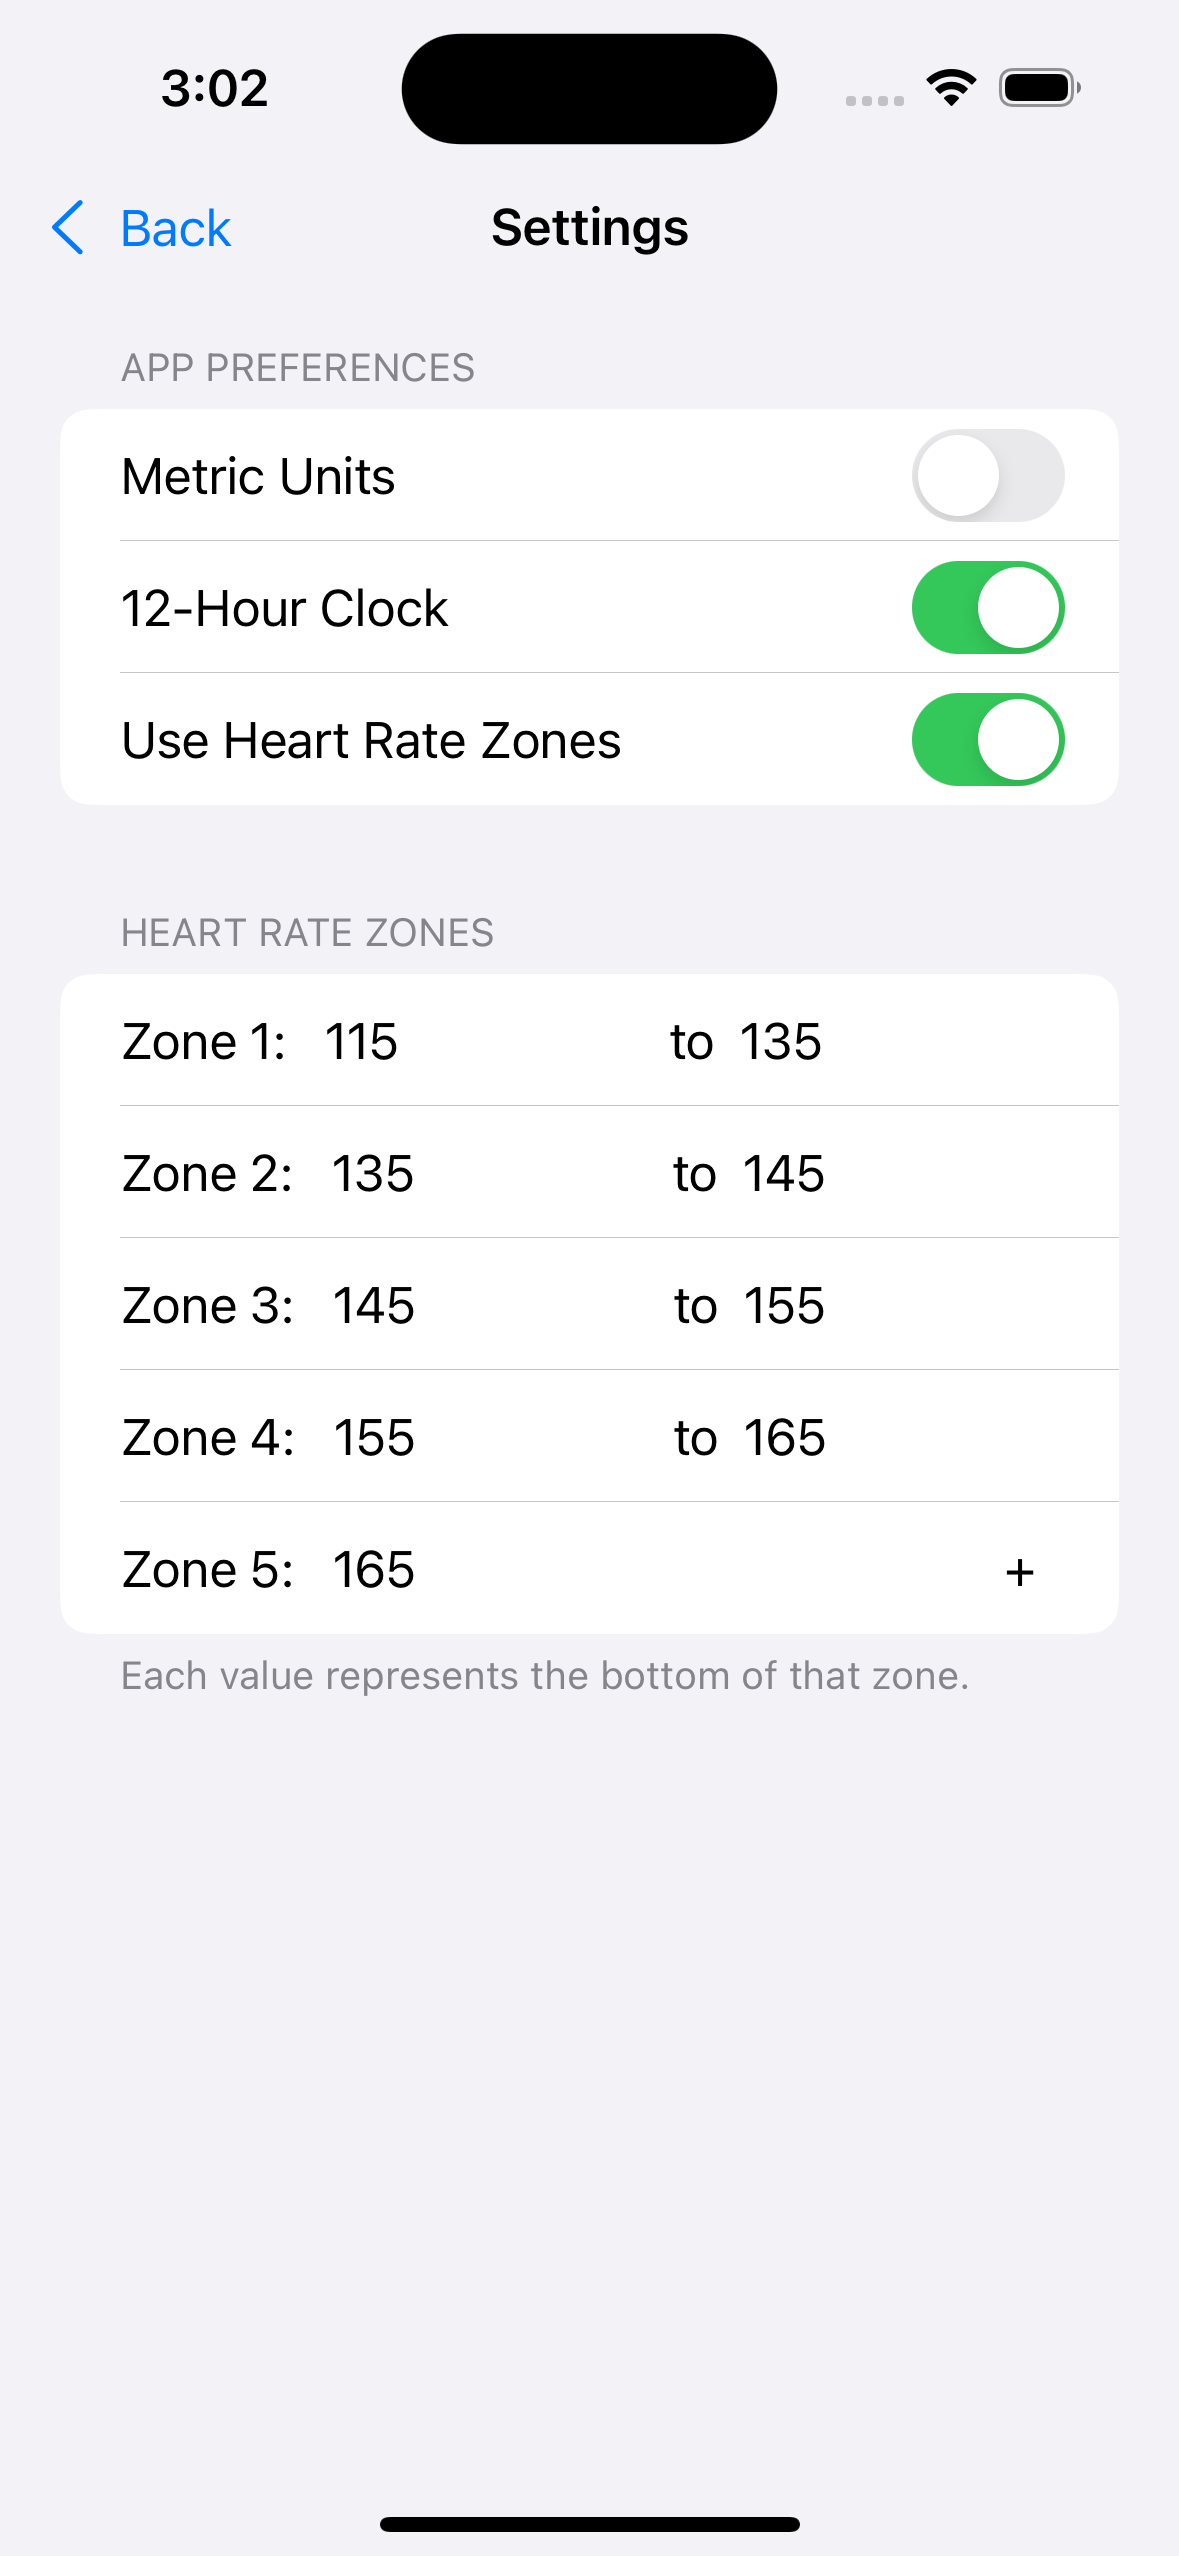 3:02
Back
Settings
APP PREFERENCES
Metric Units
12-Hour Clock
Use Heart Rate Zones
HEART RATE ZONES
Zone 1: 115 to 135
Zone 2: 135 to 145
Zone 3: 145 to 155
Zone 4: 155 to 165
Zone 5: 165 +
Each value represents the bottom of that zone.